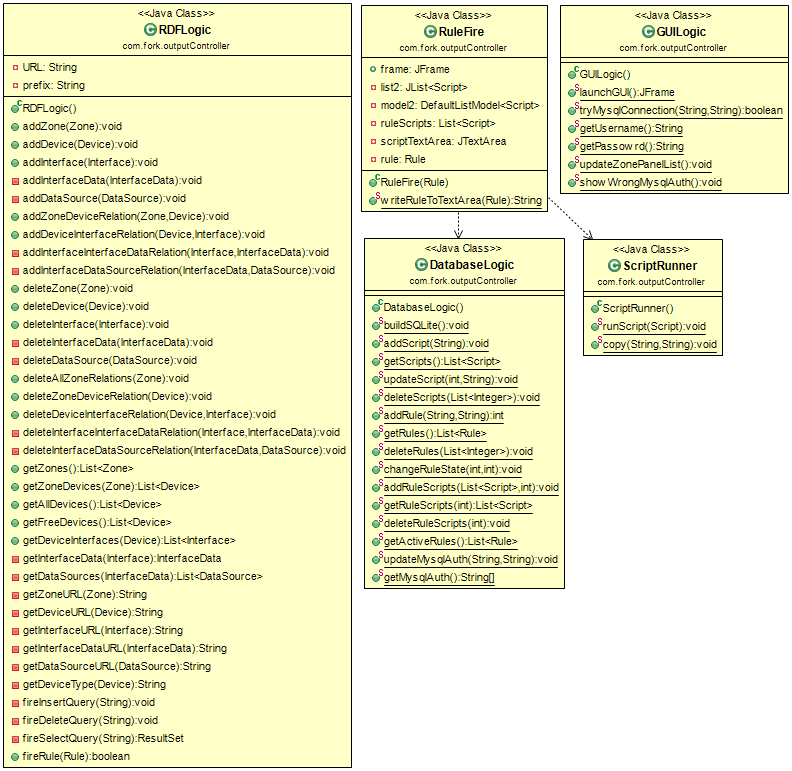 <<Java Class>>
RDFLogic
com.fork.outputController
URL: String
prefix: String
RDFLogic()
addZone(Zone):void
addDevice(Device):void
addInterface(Interface):void
addInterfaceData(InterfaceData):void
addDataSource(DataSource):void
addZoneDeviceRelation(Zone,Device):void
addDeviceInterfaceRelation(Device,Interface):void
addInterfaceInterfaceDataRelation(Interface,InterfaceData):void
addInterfaceDataSourceRelation(InterfaceData,DataSource):void
deleteZone(Zone):void
deleteDevice(Device):void
deleteInterface(Interface):void
deleteInterfaceData(InterfaceData):void
deleteDataSource(DataSource):void
deleteAllZoneRelations(Zone):void
deleteZoneDeviceRelation(Device):void
deleteDeviceInterfaceRelation(Device,Interface):void
deleteInterfaceInterfaceDataRelation(Interface,InterfaceData):void
deleteInterfaceDataSourceRelation(InterfaceData,DataSource):void
getZones():List<Zone>
getZoneDevices(Zone):List<Device>
getAllDevices():List<Device>
getFreeDevices():List<Device>
getDeviceInterfaces(Device):List<Interface>
getInterfaceData(Interface):InterfaceData
getDataSources(InterfaceData):List<DataSource>
getZoneURL(Zone):String
getDeviceURL(Device):String
getInterfaceURL(Interface):String
getInterfaceDataURL(InterfaceData):String
getDataSourceURL(DataSource):String
getDeviceType(Device):String
fireInsertQuery(String):void
fireDeleteQuery(String):void
fireSelectQuery(String):ResultSet
fireRule(Rule):boolean
<<Java Class>>
RuleFire
com.fork.outputController
frame: JFrame
list2: JList<Script>
model2: DefaultListModel<Script>
ruleScripts: List<Script>
scriptTextArea: JTextArea
rule: Rule
RuleFire(Rule)
writeRuleToTextArea(Rule):String
<<Java Class>>
GUILogic
com.fork.outputController
GUILogic()
launchGUI():JFrame
tryMysqlConnection(String,String):boolean
getUsername():String
getPassow rd():String
updateZonePanelList():void
show WrongMysqlAuth():void
<<Java Class>>
DatabaseLogic
com.fork.outputController
DatabaseLogic()
buildSQLite():void
addScript(String):void
getScripts():List<Script>
updateScript(int,String):void
deleteScripts(List<Integer>):void
addRule(String,String):int
getRules():List<Rule>
deleteRules(List<Integer>):void
changeRuleState(int,int):void
addRuleScripts(List<Script>,int):void
getRuleScripts(int):List<Script>
deleteRuleScripts(int):void
getActiveRules():List<Rule>
updateMysqlAuth(String,String):void
getMysqlAuth():String[]
<<Java Class>>
ScriptRunner
com.fork.outputController
ScriptRunner()
runScript(Script):void
copy(String,String):void